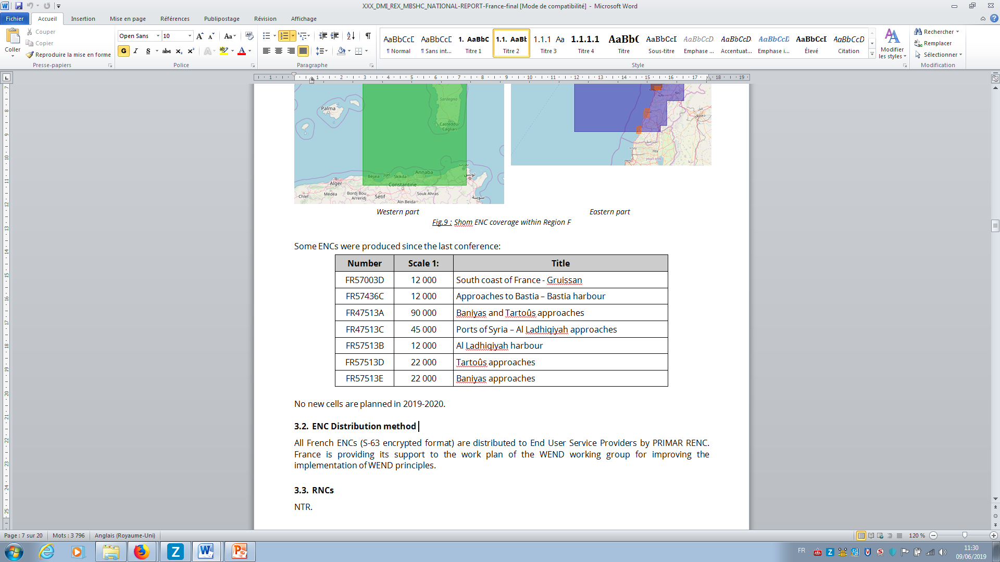 XXX_DMI_REX_MBSHC_NATIONAL-REPORT-France-final [Mode de compatibilité] - Microsoft Word
Fichier
Accueil
Insertion
Mise en page
Références
Publipostage
Révision
Affichage
Coller
Couper
Copier
Reproduire la mise en forme
Presse-papiers
Open Sans
10
Police
Paragraphe
AaBbCcD
¶ Normal
AaBbCcD
¶ Sans int...
1. AaBbC
Titre 1
1.1. AaBb
Titre 2
1.1.1 Aa
Titre 3
1.1.1.1
Titre 4
AaBbC
Titre
AaBbCcI
Sous-titre
AaBbCcD
Emphase ...
AaBbCcD
Accentuat...
AaBbCcD
Emphase i...
AaBbCcI
Élevé
AaBbCcD
Citation
Style
Modifier
les styles
Rechercher
Remplacer
Sélectionner
Modification
Palma
Sardegna
Casteddu/
Cagliari
Alger
Bejaia
Jijel
Skikda
Annaba
Constantine
Chlef
Médéa
Bordj Bou
Arreridj
Sétif
Souk Ahras
Aïn Beida
بنزرت
تونس
سوسة
Western part
Eastern part
Fig.9 : Shom ENC coverage within Region F
Some ENCs were produced since the last conference:
Number Scale 1: Title
FR57003D 12 000 South coast of France - Gruissan
FR57436C 12 000 Approaches to Bastia – Bastia harbour
FR47513A 90 000 Baniyas and Tartoûs approaches
FR47513C 45 000 Ports of Syria – Al Ladhiqiyah approaches
FR57513B 12 000 Al Ladhiqiyah harbour
FR57513D 22 000 Tartoûs approaches
FR57513E 22 000 Baniyas approaches
No new cells are planned in 2019-2020.
3.2. ENC Distribution method
All French ENCs (S-63 encrypted format) are distributed to End User Service Providers by PRIMAR RENC.
France is providing its support to the work plan of the WEND working group for improving the
implementation of WEND principles.
3.3. RNCs
NTR.
Page : 7 sur 20
Mots : 3 796
Anglais (Royaume-Uni)
120 %
FR
11:30
09/06/2019